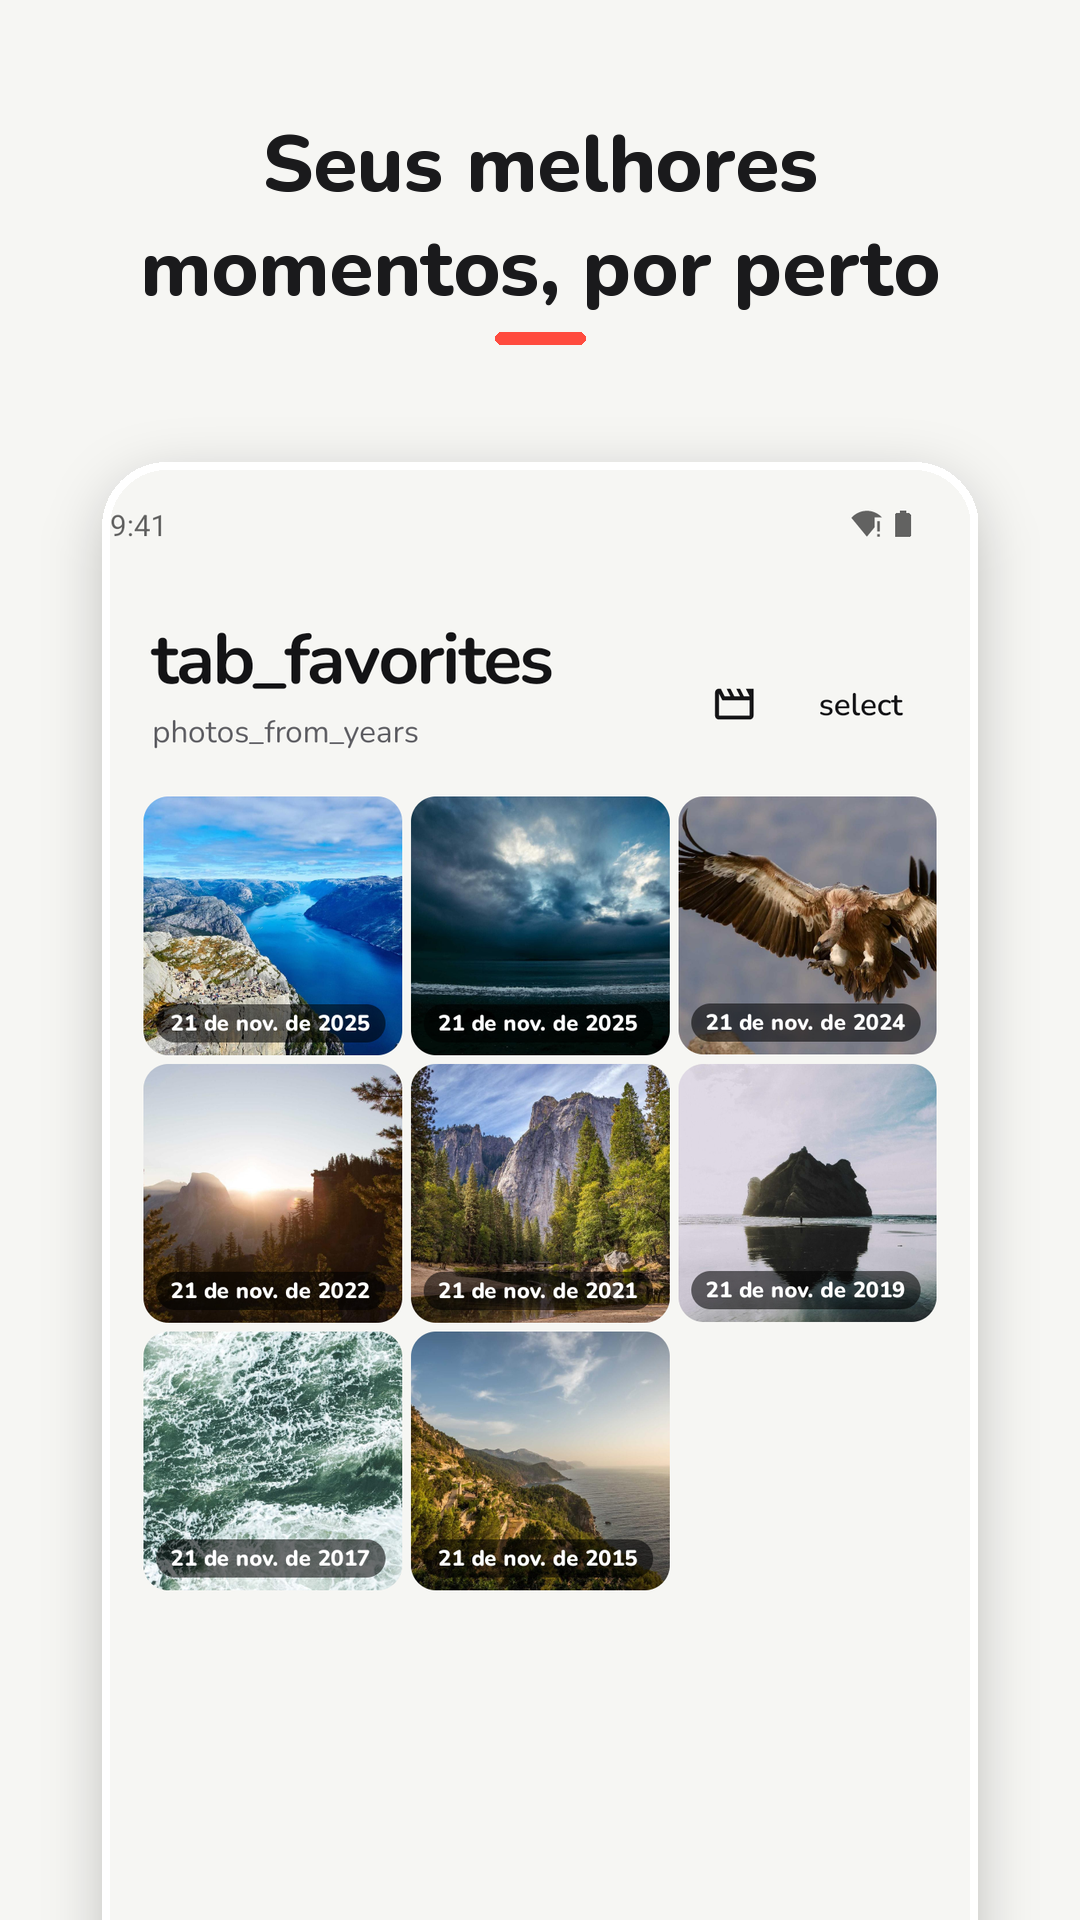 Seus melhores
momentos, por perto
9:41
tab_favorites
photos_from_years
select
21 de nov. de 2025
21 de nov. de 2025
21 de nov. de 2024
21 de nov. de 2022
21 de nov. de 2021
21 de nov. de 2019
21 de nov. de 2017
21 de nov. de 2015